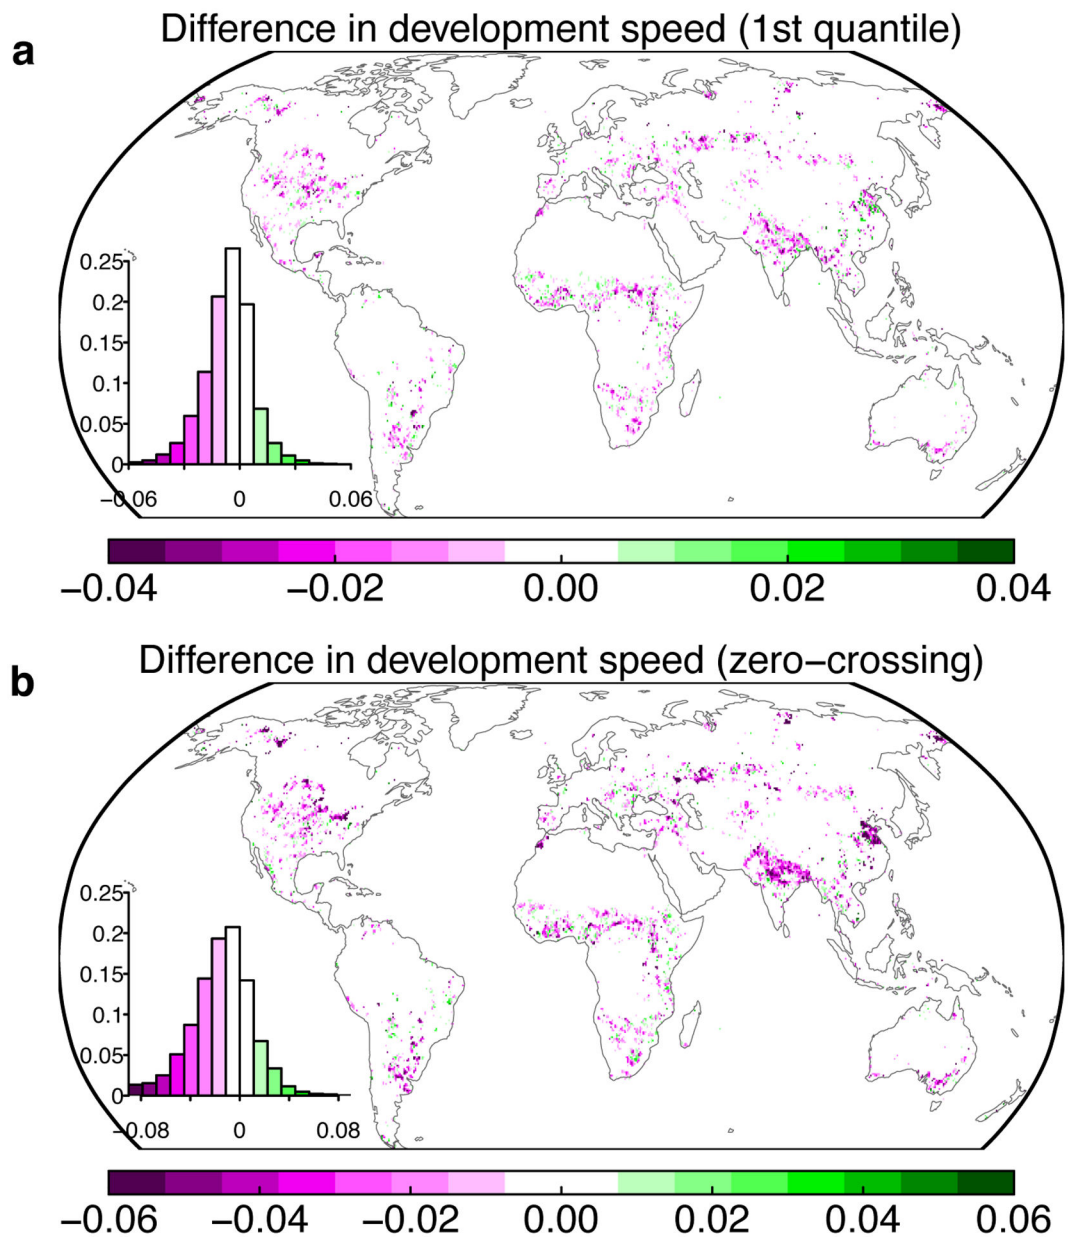 a
Difference in development speed (1st quantile)
0.25
0.2
0.15
0.1
0.05
0
−0.06 0 0.06
−0.04 −0.02 0.00 0.02 0.04
b
Difference in development speed (zero−crossing)
0.25
0.2
0.15
0.1
0.05
0
−0.08 0 0.08
−0.06 −0.04 −0.02 0.00 0.02 0.04 0.06